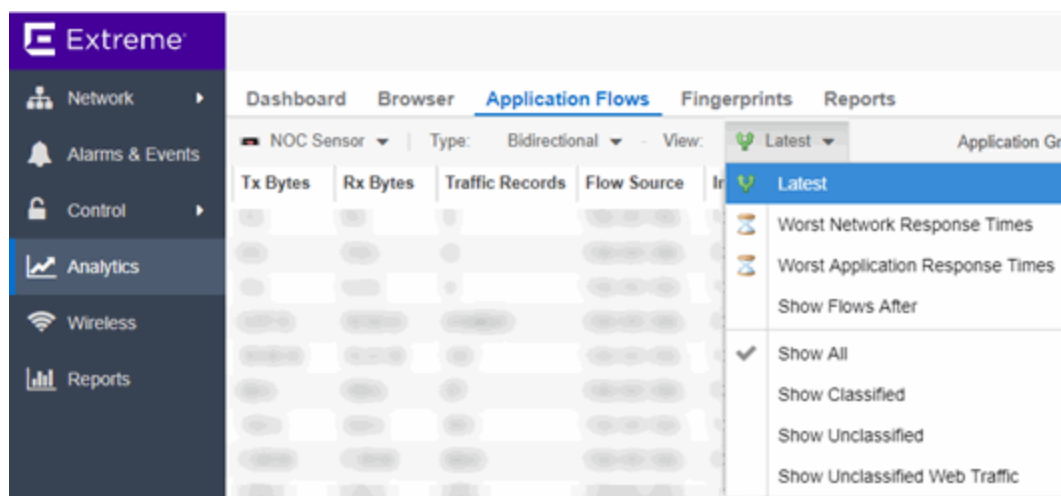 Extreme
Network
Alarms & Events
Control
Analytics
Wireless
Reports
Dashboard Browser Application Flows Fingerprints Reports
NOC Sensor Type: Bidirectional - View: Latest Application Gr
Tx Bytes Rx Bytes Traffic Records Flow Source
Latest
Worst Network Response Times
Worst Application Response Times
Show Flows After
Show All
Show Classified
Show Unclassified
Show Unclassified Web Traffic